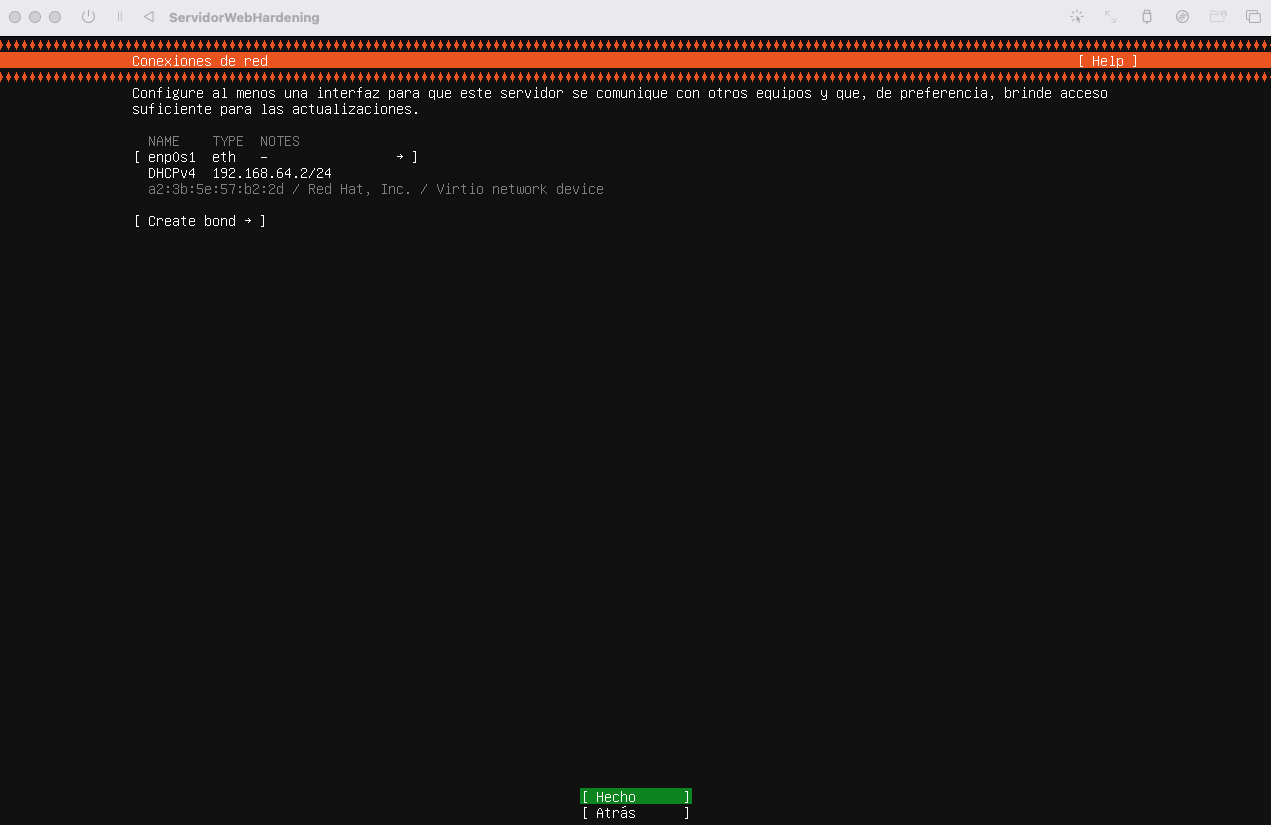 ServidorWebHardening
Conexiones de red [ Help ]
Configure al menos una interfaz para que este servidor se comunique con otros equipos y que, de preferencia, brinde acceso
suficiente para las actualizaciones.
NAME TYPE NOTES
[ enp0s1 eth - → ]
DHCPv4 192.168.64.2/24
a2:3b:5e:57:b2:2d / Red Hat, Inc. / Virtio network device
[ Create bond → ]
[ Hecho ]
[ Atrás ]